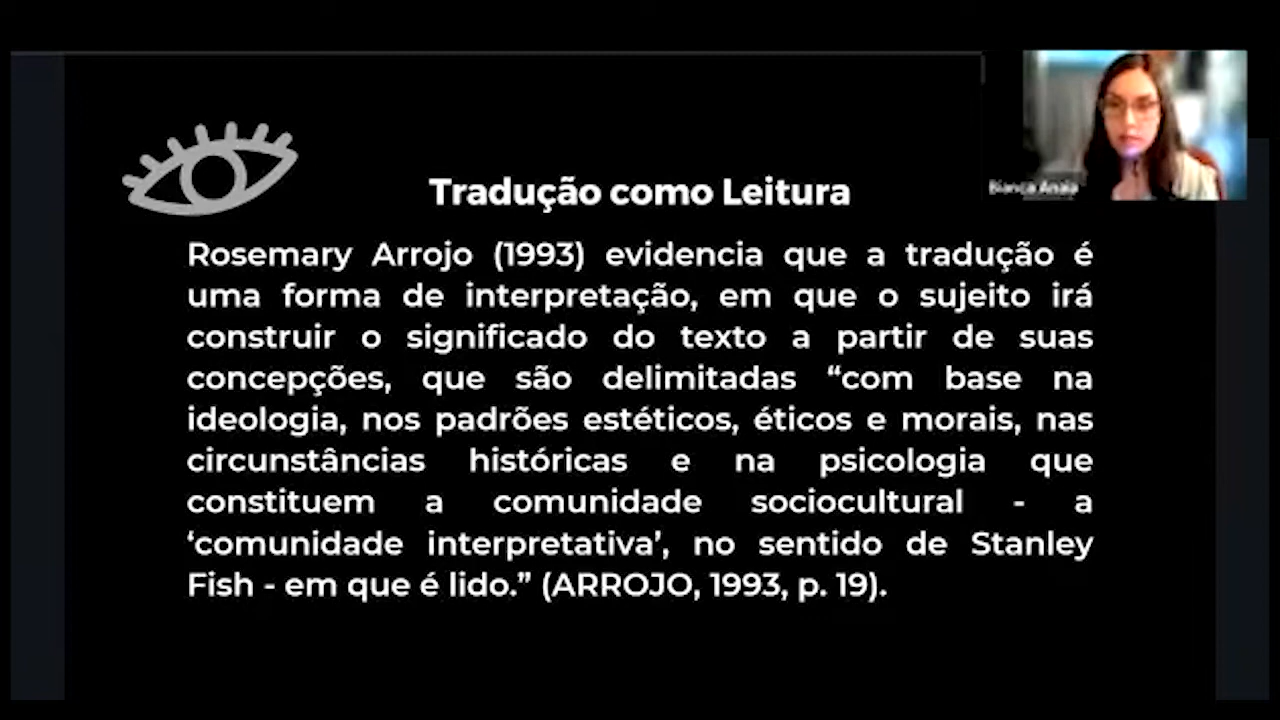 Bianca Anaia
Tradução como Leitura
Rosemary Arrojo (1993) evidencia que a tradução é
uma forma de interpretação, em que o sujeito irá
construir o significado do texto a partir de suas
concepções, que são delimitadas “com base na
ideologia, nos padrões estéticos, éticos e morais, nas
circunstâncias históricas e na psicologia que
constituem a comunidade sociocultural - a
‘comunidade interpretativa’, no sentido de Stanley
Fish - em que é lido.” (ARROJO, 1993, p. 19).